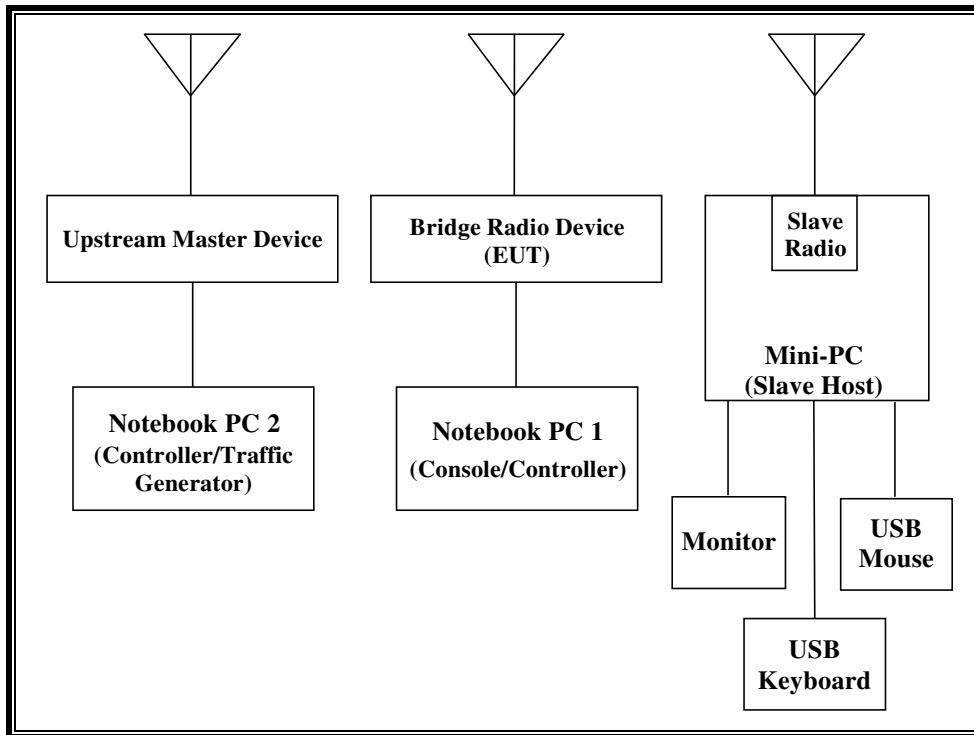 Upstream Master Device
Notebook PC 2
(Controller/Traffic
Generator)
Bridge Radio Device
(EUT)
Notebook PC 1
(Console/Controller)
Slave
Radio
Mini-PC
(Slave Host)
Monitor
USB
Mouse
USB
Keyboard